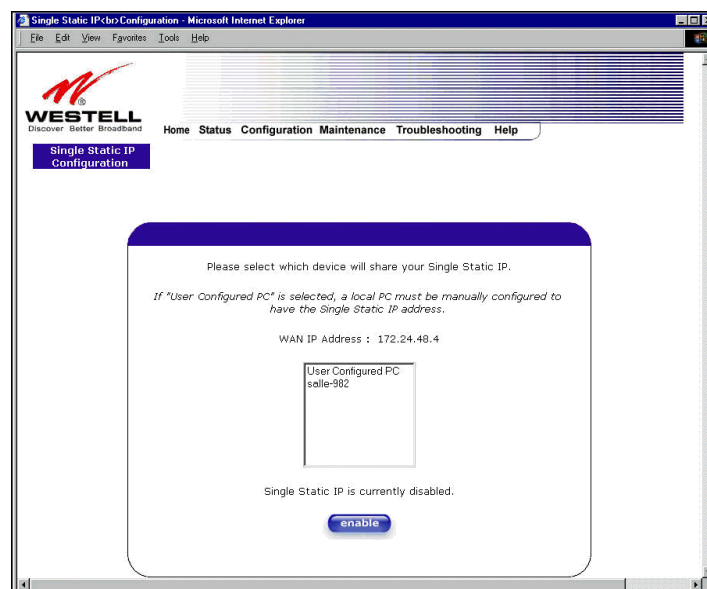 Single Static IP<br>Configuration - Microsoft Internet Explorer
File Edit View Favorites Tools Help
WESTELL
®
Discover Better Broadband
Home Status Configuration Maintenance Troubleshooting Help
Single Static IP
Configuration
Please select which device will share your Single Static IP.
If "User Configured PC" is selected, a local PC must be manually configured to
have the Single Static IP address.
WAN IP Address : 172.24.48.4
User Configured PC
salle-982
Single Static IP is currently disabled.
enable